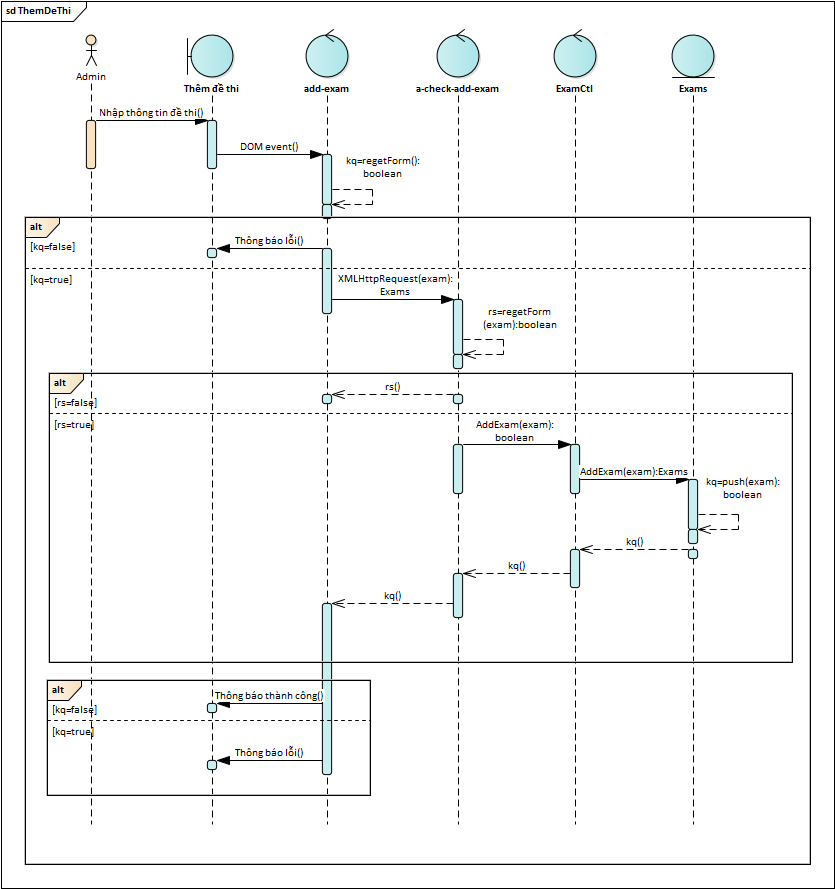 sd ThemDeThi
Admin
Thêm đề thi
add-exam
a-check-add-exam
ExamCtl
Exams
Nhập thông tin đề thi()
DOM event()
kq=regetForm():
boolean
alt
[kq=false]
Thông báo lỗi()
[kq=true]
XMLHttpRequest(exam):
Exams
rs=regetForm
(exam):boolean
alt
rs()
[rs=false]
[rs=true]
AddExam(exam):
boolean
AddExam(exam):Exams
kq=push(exam):
boolean
kq()
kq()
kq()
alt
Thông báo thành công()
[kq=false]
[kq=true]
Thông báo lỗi()